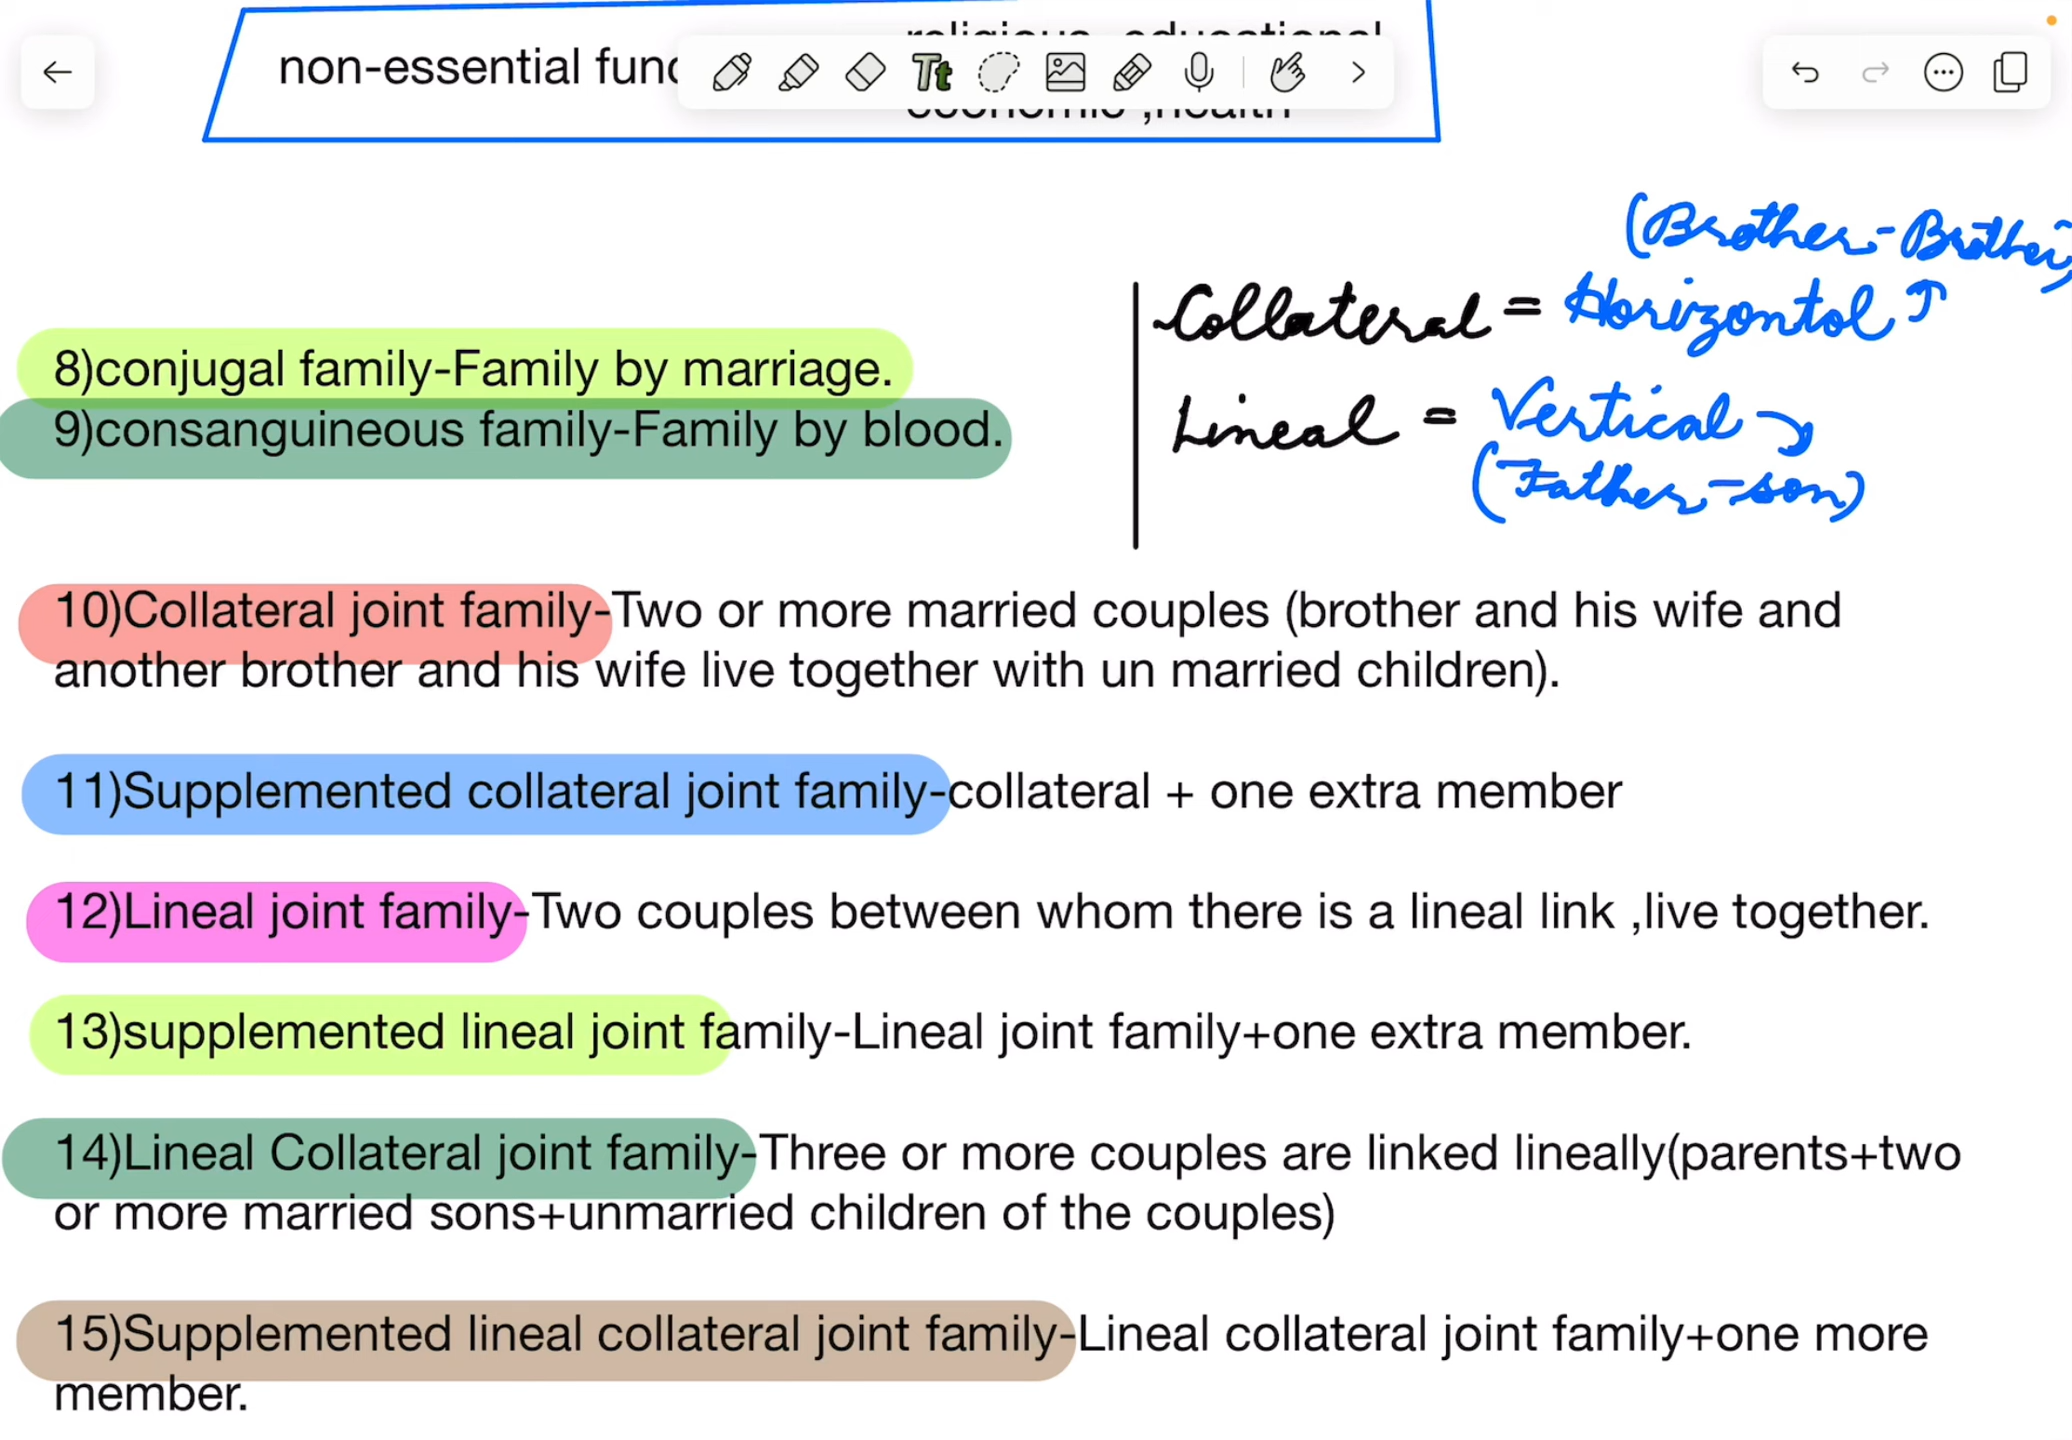 non-essential func
religious, educational
economic ,health
(Brother-Brother)
Collateral = Horizontal
8)conjugal family-Family by marriage.
9)consanguineous family-Family by blood.
Lineal = Vertical
(Father-son)
10)Collateral joint family-Two or more married couples (brother and his wife and
another brother and his wife live together with un married children).
11)Supplemented collateral joint family-collateral + one extra member
12)Lineal joint family-Two couples between whom there is a lineal link ,live together.
13)supplemented lineal joint family-Lineal joint family+one extra member.
14)Lineal Collateral joint family-Three or more couples are linked lineally(parents+two
or more married sons+unmarried children of the couples)
15)Supplemented lineal collateral joint family-Lineal collateral joint family+one more
member.